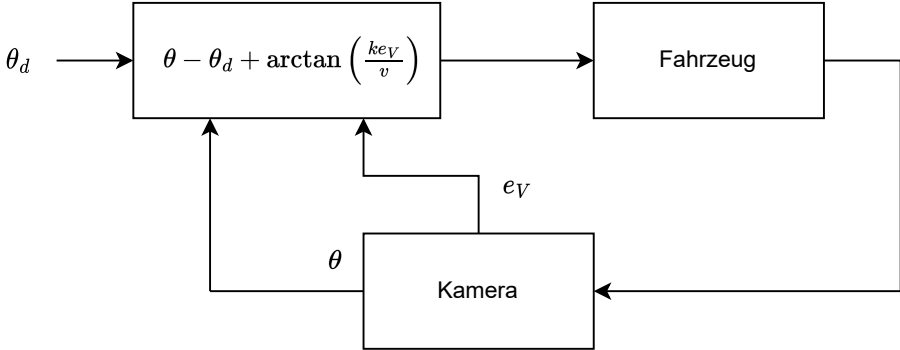 θ_d
θ − θ_d + arctan (ke_V / v)
Fahrzeug
e_V
θ
Kamera